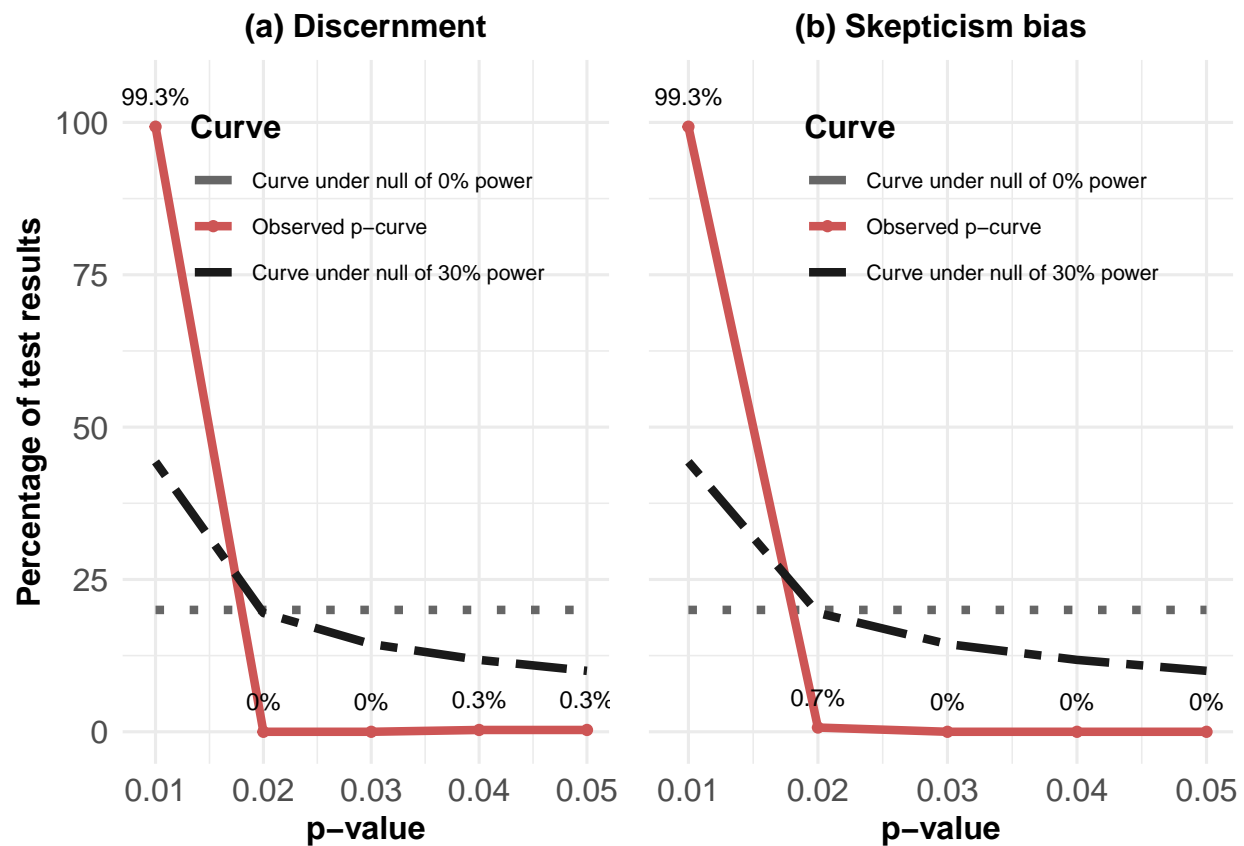 (a) Discernment
(b) Skepticism bias
Percentage of test results
100
75
50
25
0
99.3%
Curve
Curve under null of 0% power
Observed p−curve
Curve under null of 30% power
0%
0%
0.3%
0.3%
0.01
0.02
0.03
0.04
0.05
p−value
99.3%
Curve
Curve under null of 0% power
Observed p−curve
Curve under null of 30% power
0.7%
0%
0%
0%
0.01
0.02
0.03
0.04
0.05
p−value